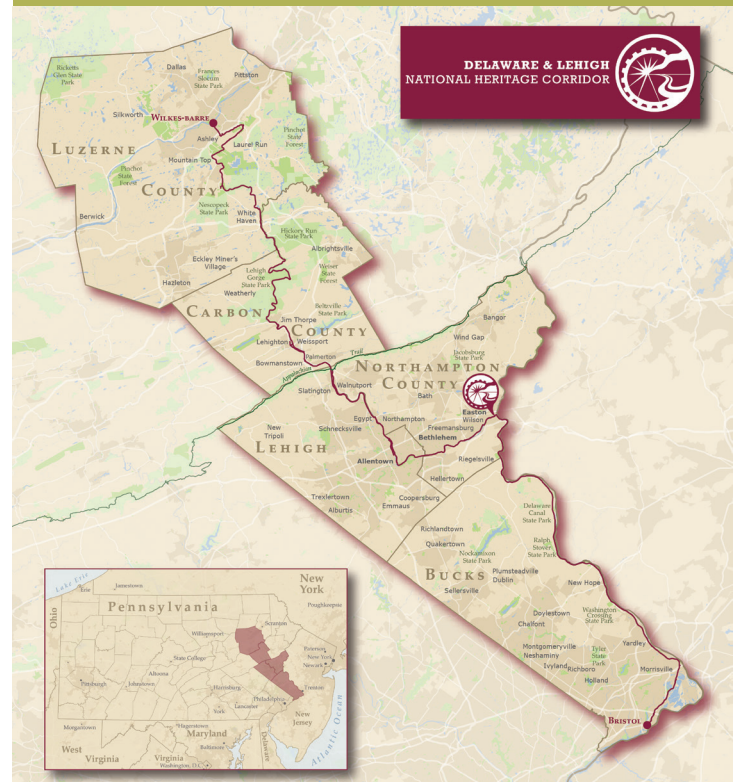 DELAWARE & LEHIGH
NATIONAL HERITAGE CORRIDOR
Ricketts
Glen State
Park
Dallas
Frances
Slocum
State Park
Pittston
Silkworth
WILKES-BARRE
Ashley
Laurel Run
Pinchot
State
Forest
LUZERNE
COUNTY
Mountain Top
Pinchot
State
Forest
Nescopeck
State Park
White
Haven
Berwick
Hickory Run
State Park
Albrightsville
Eckley Miner's
Village
Hazleton
Lehigh
Gorge
State Park
Weiser
State
Forest
Weatherly
CARBON
COUNTY
Beltzville
State Park
Jim Thorpe
Lehighton
Weissport
Bowmanstown
Palmerton
Appalachian
Trail
Bangor
Wind Gap
Jacobsburg
State Park
NORTHAMPTON
COUNTY
Slatington
Walnutport
Bath
Easton
Wilson
Egypt
Northampton
Freemansburg
Bethlehem
New
Tripoli
Schnecksville
LEHIGH
Allentown
Riegelsville
Hellertown
Trexlertown
Alburtis
Coopersburg
Emmaus
Richlandtown
Quakertown
Delaware
Canal
State Park
Ralph
Stover
State Park
Nockamixon
State Park
BUCKS
Plumsteadville
Dublin
Sellersville
New Hope
Doylestown
Chalfont
Washington
Crossing
State Park
Montgomeryville
Neshaminy
Ivyland
Richboro
Holland
Tyler
State
Park
Yardley
Morrisville
BRISTOL
Lake Erie
Erie
Jamestown
New
York
Ohio
Pennsylvania
Poughkeepsie
Williamsport
Scranton
State College
Paterson
New York
Newark
Altoona
Pittsburgh
Johnstown
Harrisburg
Trenton
Philadelphia
Lancaster
York
New
Jersey
Morgantown
Hagerstown
Maryland
Baltimore
Delaware
West
Virginia
Virginia
Washington, D.C.
Atlantic Ocean